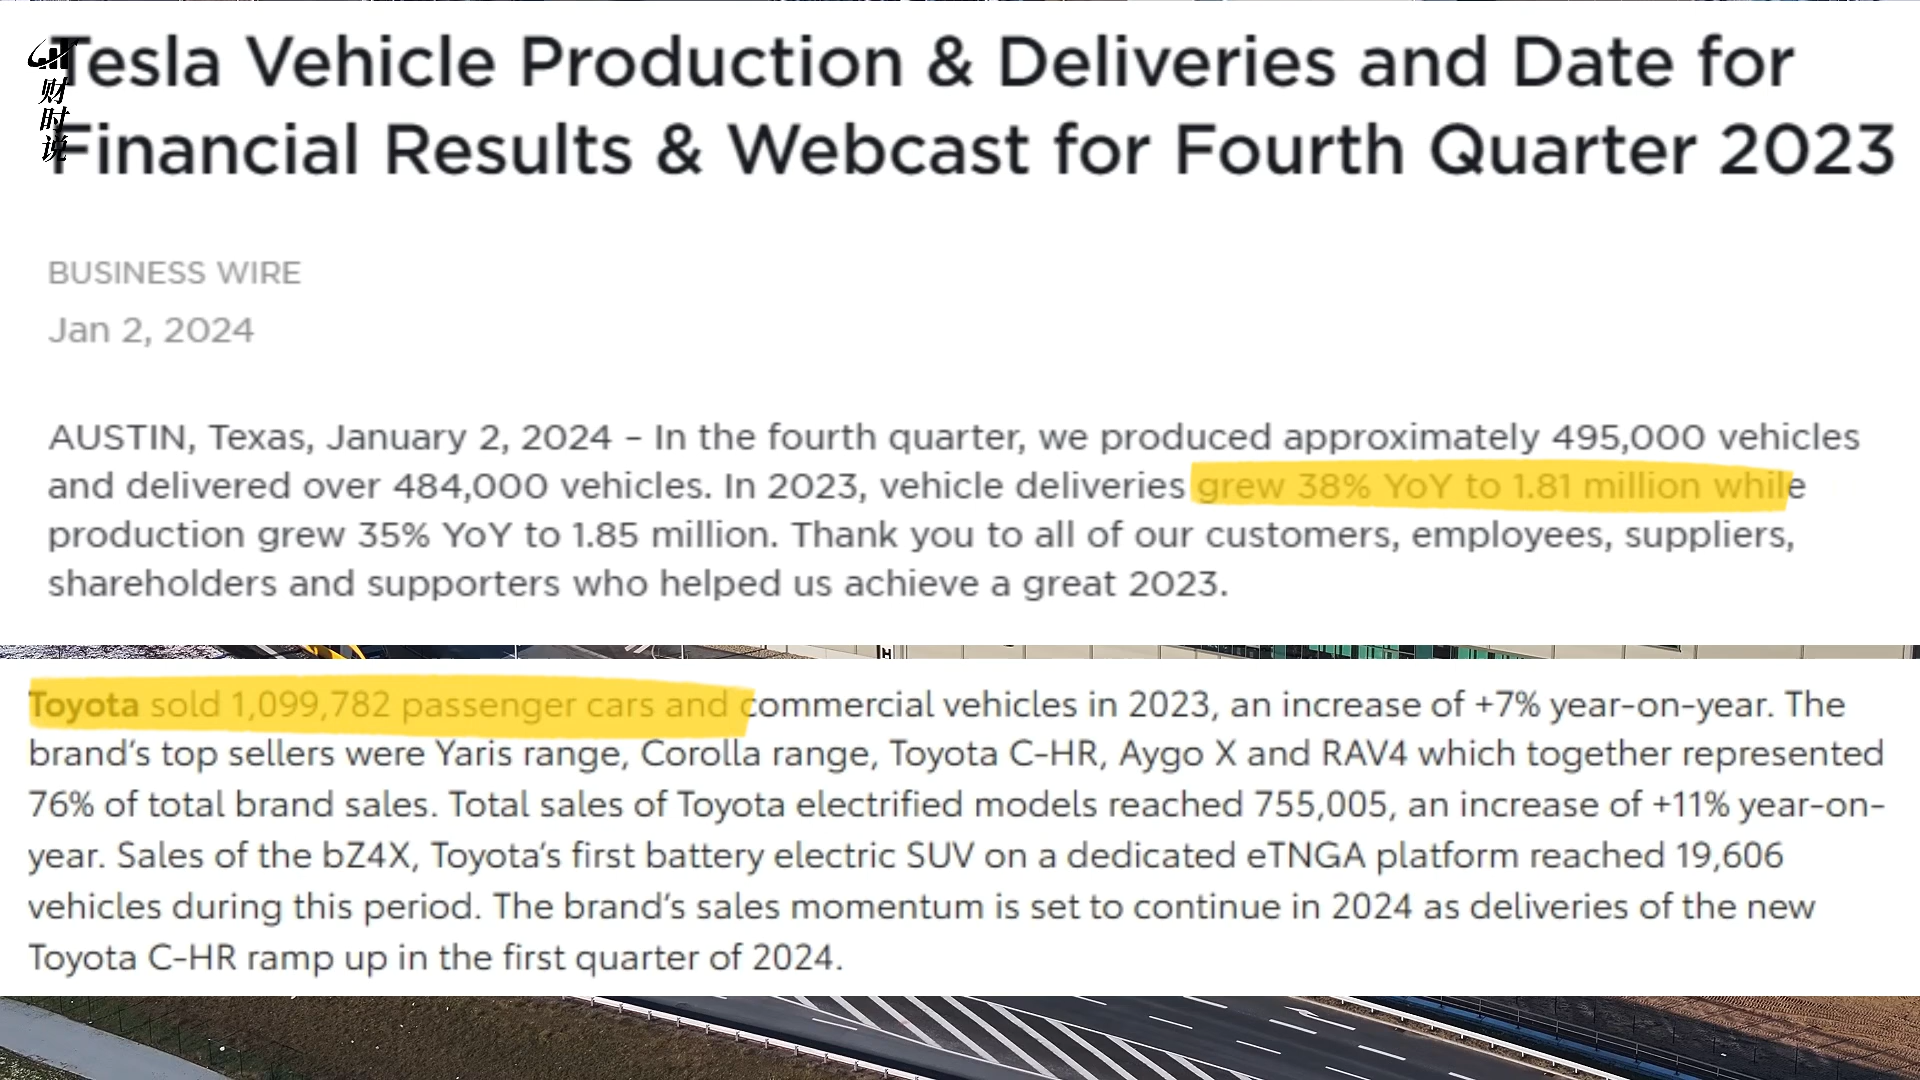 Tesla Vehicle Production & Deliveries and Date for
Financial Results & Webcast for Fourth Quarter 2023
财
时
说
BUSINESS WIRE
Jan 2, 2024
AUSTIN, Texas, January 2, 2024 – In the fourth quarter, we produced approximately 495,000 vehicles
and delivered over 484,000 vehicles. In 2023, vehicle deliveries grew 38% YoY to 1.81 million while
production grew 35% YoY to 1.85 million. Thank you to all of our customers, employees, suppliers,
shareholders and supporters who helped us achieve a great 2023.
H
Toyota sold 1,099,782 passenger cars and commercial vehicles in 2023, an increase of +7% year-on-year. The
brand’s top sellers were Yaris range, Corolla range, Toyota C-HR, Aygo X and RAV4 which together represented
76% of total brand sales. Total sales of Toyota electrified models reached 755,005, an increase of +11% year-on-
year. Sales of the bZ4X, Toyota’s first battery electric SUV on a dedicated eTNGA platform reached 19,606
vehicles during this period. The brand’s sales momentum is set to continue in 2024 as deliveries of the new
Toyota C-HR ramp up in the first quarter of 2024.